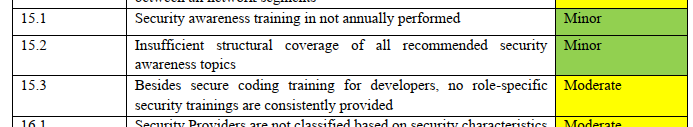 between all network segments
15.1 Security awareness training in not annually performed Minor
15.2 Insufficient structural coverage of all recommended security Minor
awareness topics
15.3 Besides secure coding training for developers, no role-specific Moderate
security trainings are consistently provided
16.1 Security Providers are not classified based on security characteristics Moderate